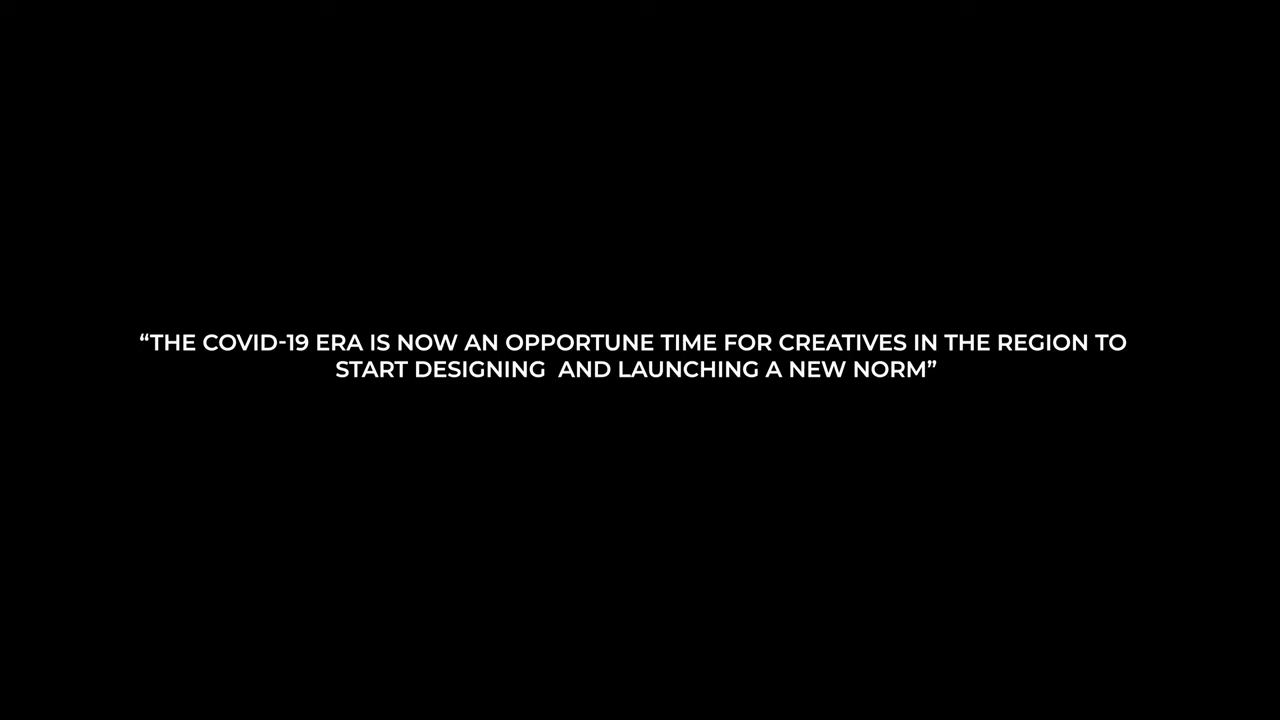 “THE COVID-19 ERA IS NOW AN OPPORTUNE TIME FOR CREATIVES IN THE REGION TO
START DESIGNING  AND LAUNCHING A NEW NORM”